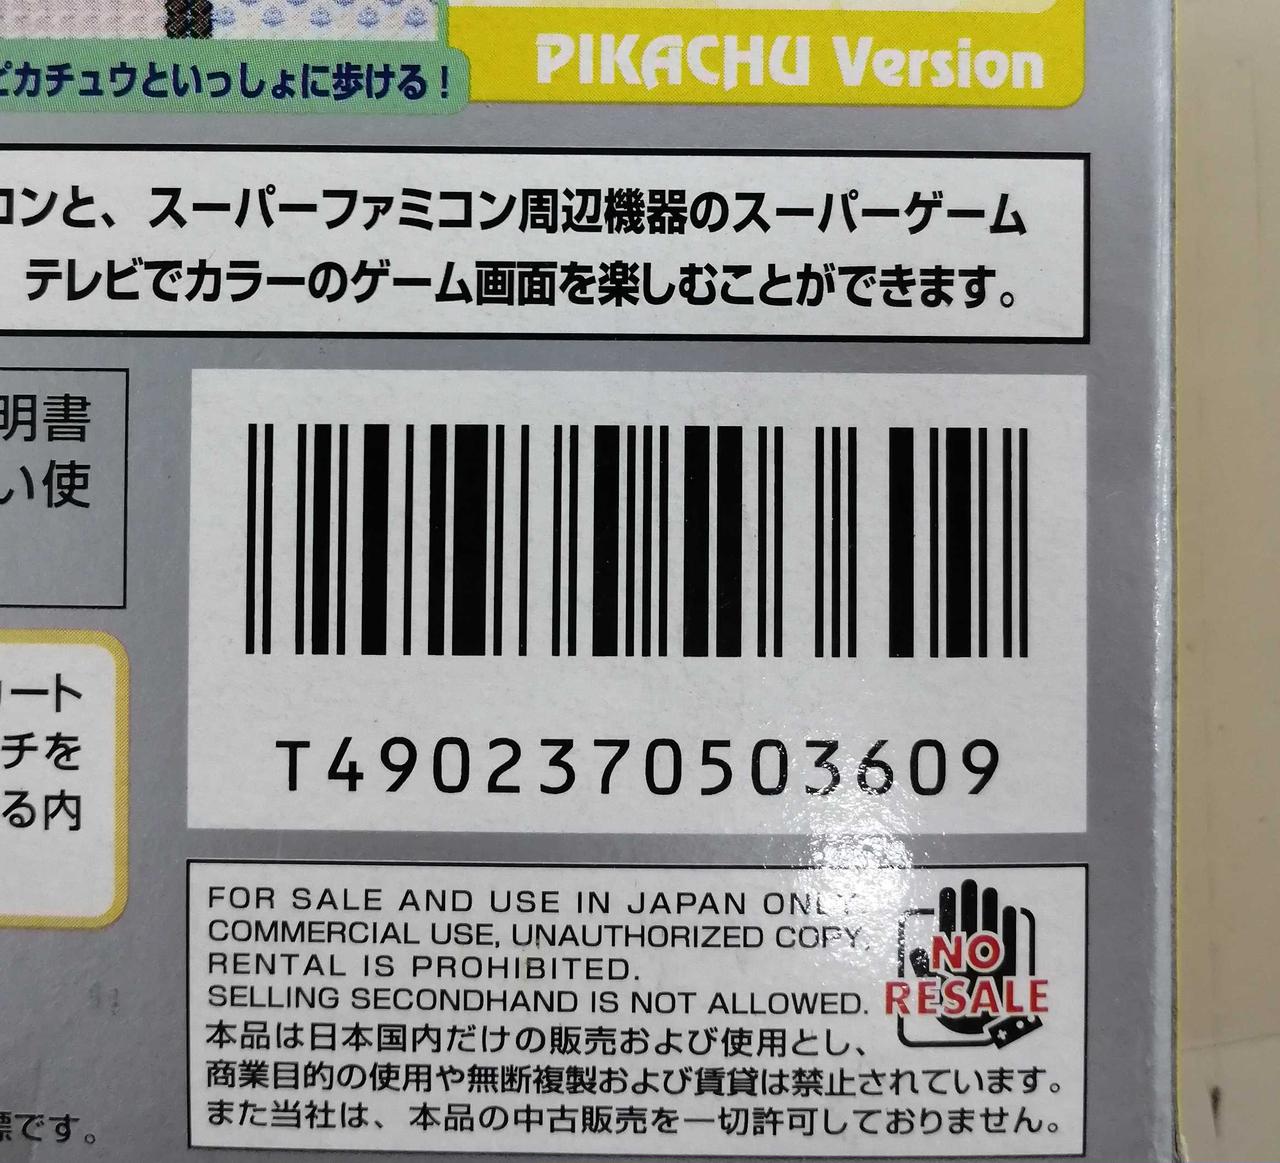 ピカチュウといっしょに歩ける!
PIKACHU Version
コンと、スーパーファミコン周辺機器のスーパーゲーム
テレビでカラーのゲーム画面を楽しむことができます。
明書
い使
T4902370503609
カート
チを
る内
FOR SALE AND USE IN JAPAN ONLY
COMMERCIAL USE, UNAUTHORIZED COPY,
RENTAL IS PROHIBITED.
SELLING SECONDHAND IS NOT ALLOWED.
NO
RESALE
本品は日本国内だけの販売および使用とし、
商業目的の使用や無断複製および賃貸は禁止されています。
また当社は、本品の中古販売を一切許可しておりません。
標です。